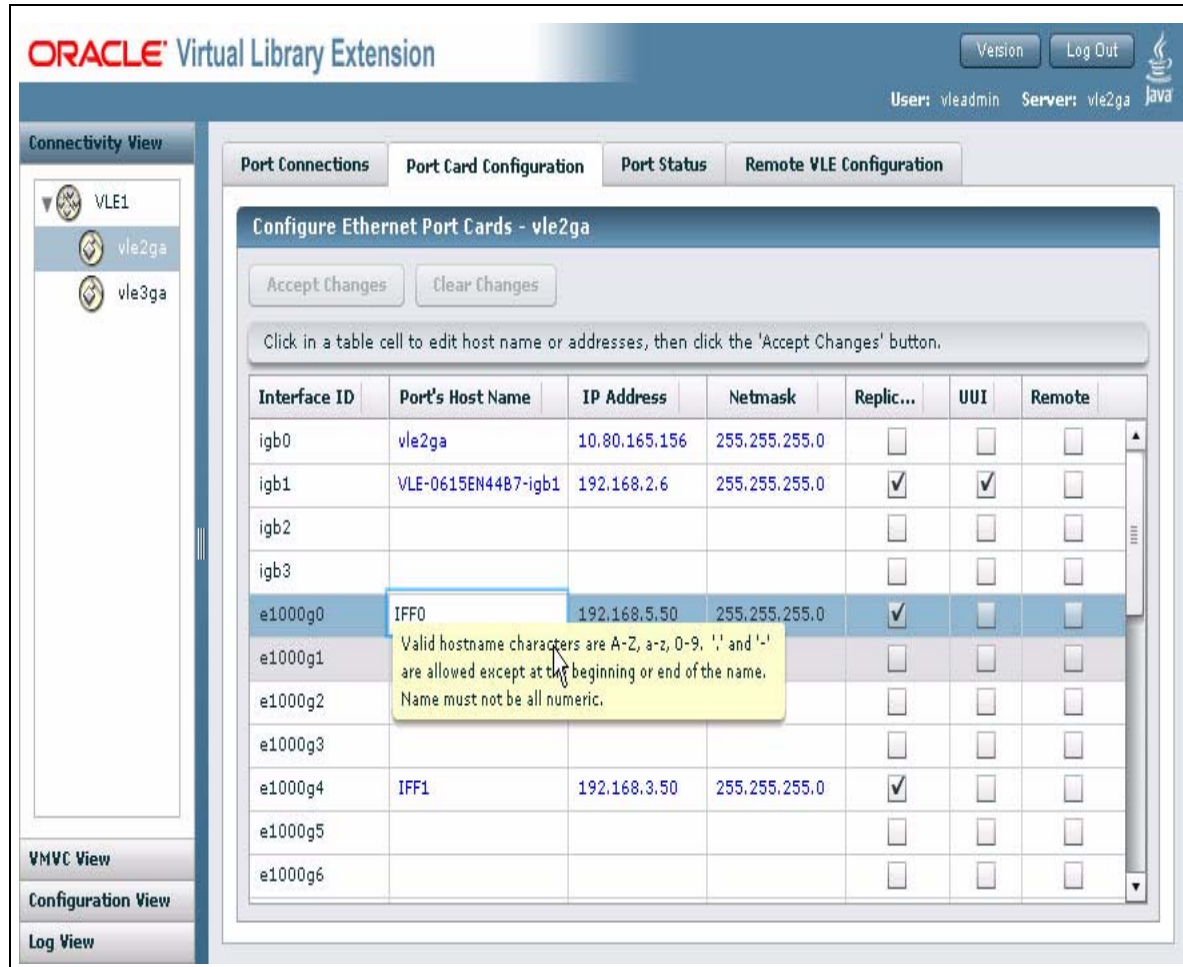 ORACLE Virtual Library Extension
Version
Log Out
User: vleadmin Server: vle2ga
Java
Connectivity View
VLE1
vle2ga
vle3ga
VMVC View
Configuration View
Log View
Port Connections
Port Card Configuration
Port Status
Remote VLE Configuration
Configure Ethernet Port Cards - vle2ga
Accept Changes
Clear Changes
Click in a table cell to edit host name or addresses, then click the 'Accept Changes' button.
Interface ID Port's Host Name IP Address Netmask Replic... UUI Remote
igb0 vle2ga 10.80.165.156 255.255.255.0
igb1 VLE-0615EN44B7-igb1 192.168.2.6 255.255.255.0
igb2
igb3
e1000g0 IFF0 192.168.5.50 255.255.255.0
Valid hostname characters are A-Z, a-z, 0-9. '.' and '-'
are allowed except at the beginning or end of the name.
Name must not be all numeric.
e1000g1
e1000g2
e1000g3
e1000g4 IFF1 192.168.3.50 255.255.255.0
e1000g5
e1000g6